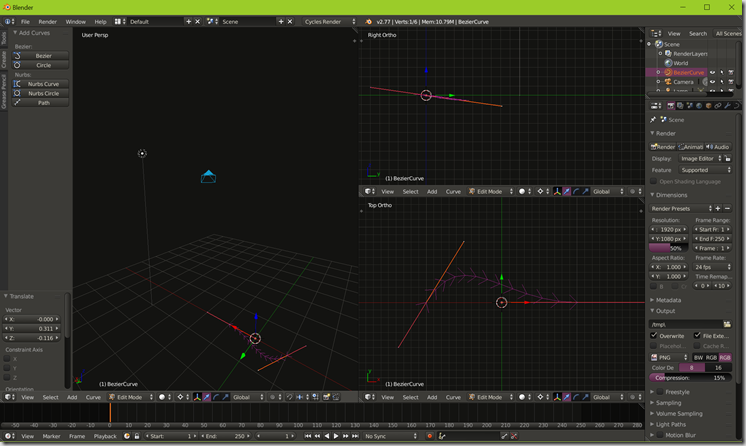 Blender
File Render Window Help Default Scene Cycles Render v2.77 | Verts:1/6 | Mem:10.79M | BezierCurve
Tools
Create
Grease Pencil
Add Curves
Bezier:
Bezier
Circle
Nurbs:
Nurbs Curve
Nurbs Circle
Path
Translate
Vector
X: -0.000
Y: 0.311
Z: -0.116
Constraint Axis
X
Y
Z
Orientation
User Persp
(1) BezierCurve
View Select Add Curve Edit Mode Global
Right Ortho
(1) BezierCurve
View Select Add Curve Edit Mode Global
Top Ortho
(1) BezierCurve
View Select Add Curve Edit Mode Global
View Search All Scenes
Scene
RenderLayers
World
BezierCurve
Camera
Scene
Render
Render Animati Audio
Display: Image Editor
Feature Supported
Open Shading Language
Dimensions
Render Presets
Resolution: Frame Range:
X: 1920 px Start Fr: 1
Y: 1080 px End F: 250
50% Frame : 1
Aspect Ratio: Frame Rate:
X: 1.000 24 fps
Y: 1.000 Time Remap...
B 0 10
Metadata
Output
/tmp\
Overwrite File Exte...
Placehol... Cache R...
PNG BW RGB RGB
Color De 8 16
Compression: 15%
Freestyle
Sampling
Volume Sampling
Light Paths
Motion Blur
-50 -40 -30 -20 -10 0 10 20 30 40 50 60 70 80 90 100 110 120 130 140 150 160 170 180 190 200 210 220 230 240 250 260 270 280
View Marker Frame Playback Start: 1 End: 250 1 No Sync